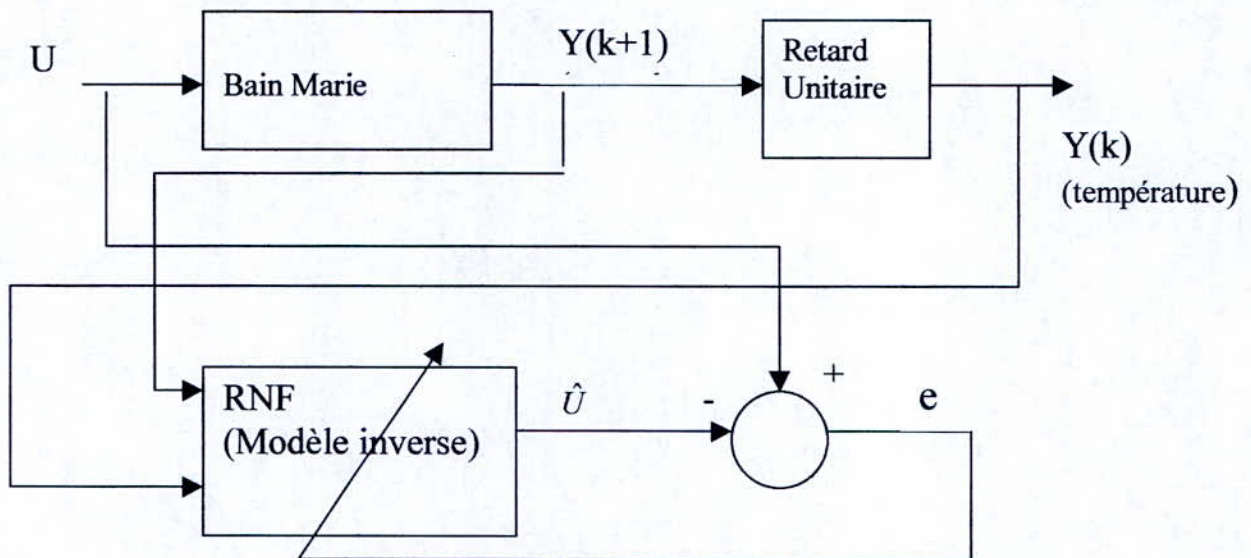 U
Bain Marie
Y(k+1)
Retard
Unitaire
Y(k)
(température)
RNF
(Modèle inverse)
Û
-
+
e